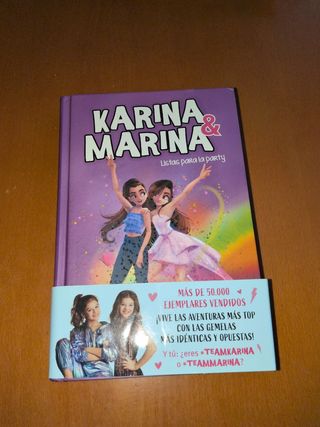 KARINA
&
MARINA
Listas para la party
MÁS DE 50.000
EJEMPLARES VENDIDOS
¡VIVE LAS AVENTURAS MÁS TOP
CON LAS GEMELAS
MÁS IDÉNTICAS Y OPUESTAS!
Y tú: ¿eres #TEAMKARINA
o #TEAMMARINA?